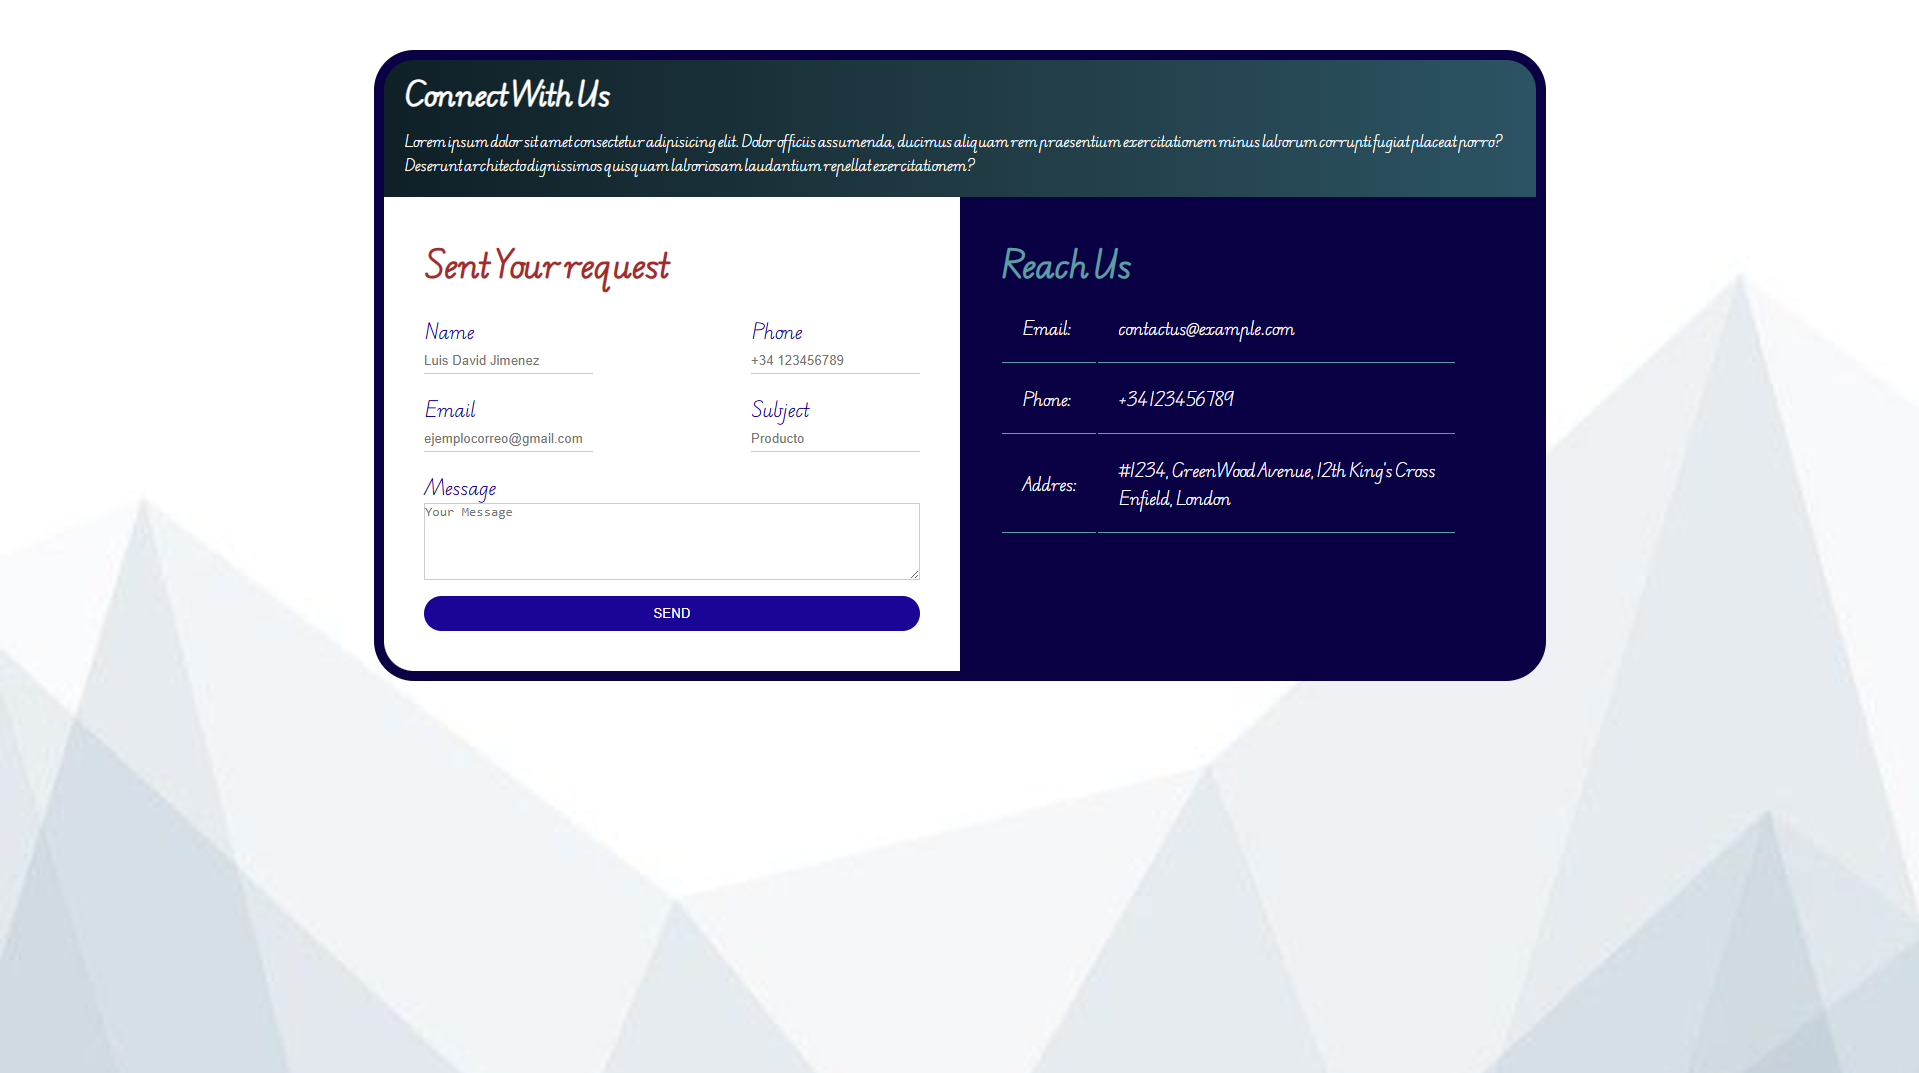 Connect With Us
Lorem ipsum dolor sit amet consectetur adipisicing elit. Dolor officiis assumenda, ducimus aliquam rem praesentium exercitationem minus laborum corrupti fugiat placeat porro?
Deserunt architecto dignissimos quisquam laboriosam laudantium repellat exercitationem?
Sent Your request
Name
Luis David Jimenez
Phone
+34 123456789
Email
ejemplocorreo@gmail.com
Subject
Producto
Message
Your Message
SEND
Reach Us
Email: contactus@example.com
Phone: +34 123456789
Addres: #1234, GreenWood Avenue, 12th King's Cross
Enfield, London